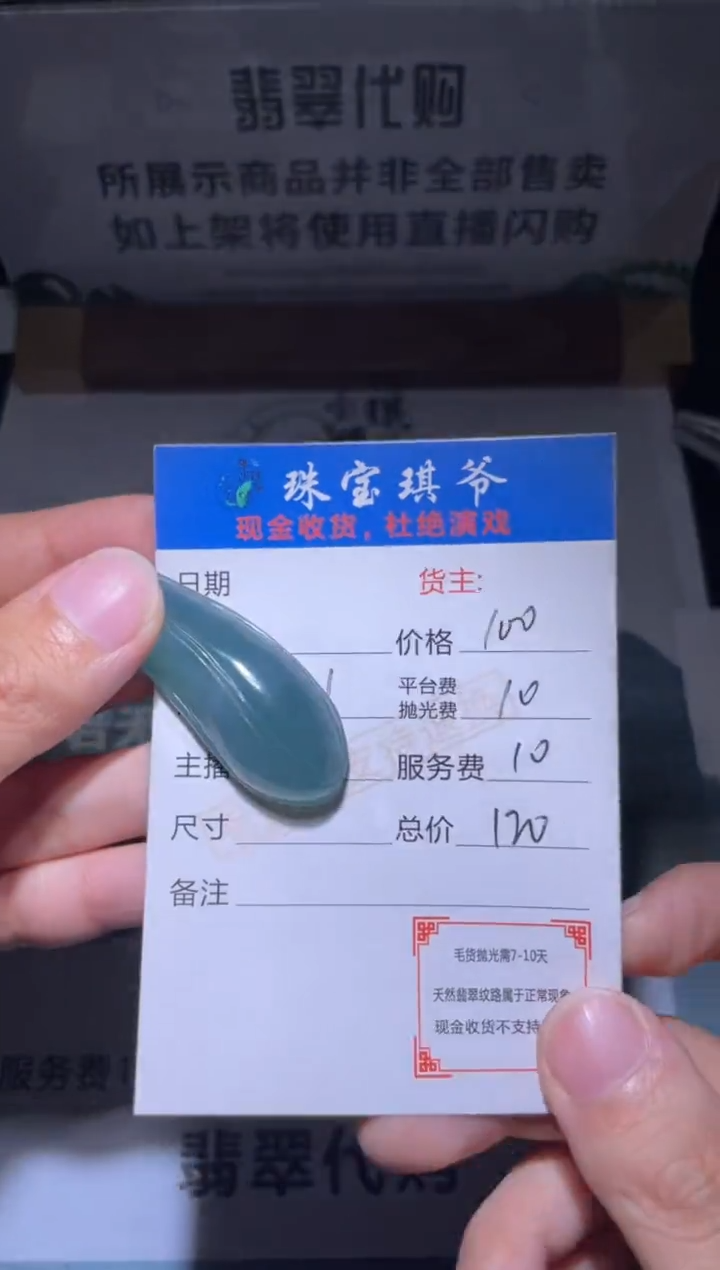 翡翠代购
所展示商品并非全部售卖
如上架将使用直播闪购
珠宝琪爷
现金收货，杜绝演戏
日期 货主:
价格 100
平台费
抛光费 10
主播 服务费 10
尺寸 总价 120
备注
毛货抛光需7-10天
天然翡翠纹路属于正常现象
现金收货不支持
服务费
翡翠代购